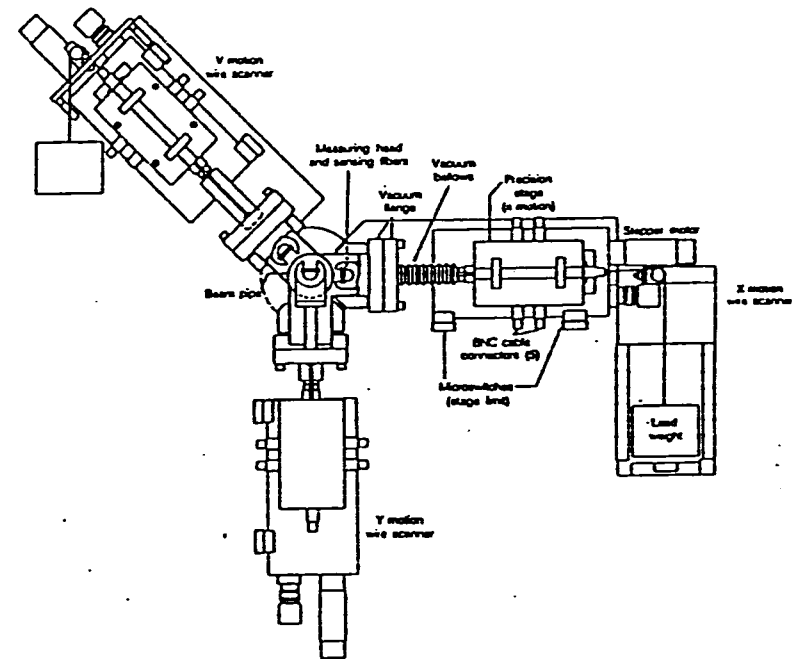 V motion
wire scanner
Measuring head
and sensing fibers
Vacuum
bellows
Precision
stage
(x motion)
Vacuum
flange
Stepper motor
Beam pipe
X motion
wire scanner
BNC cable
connectors (5)
Microswitches
(stage limit)
Lead
weight
Y motion
wire scanner